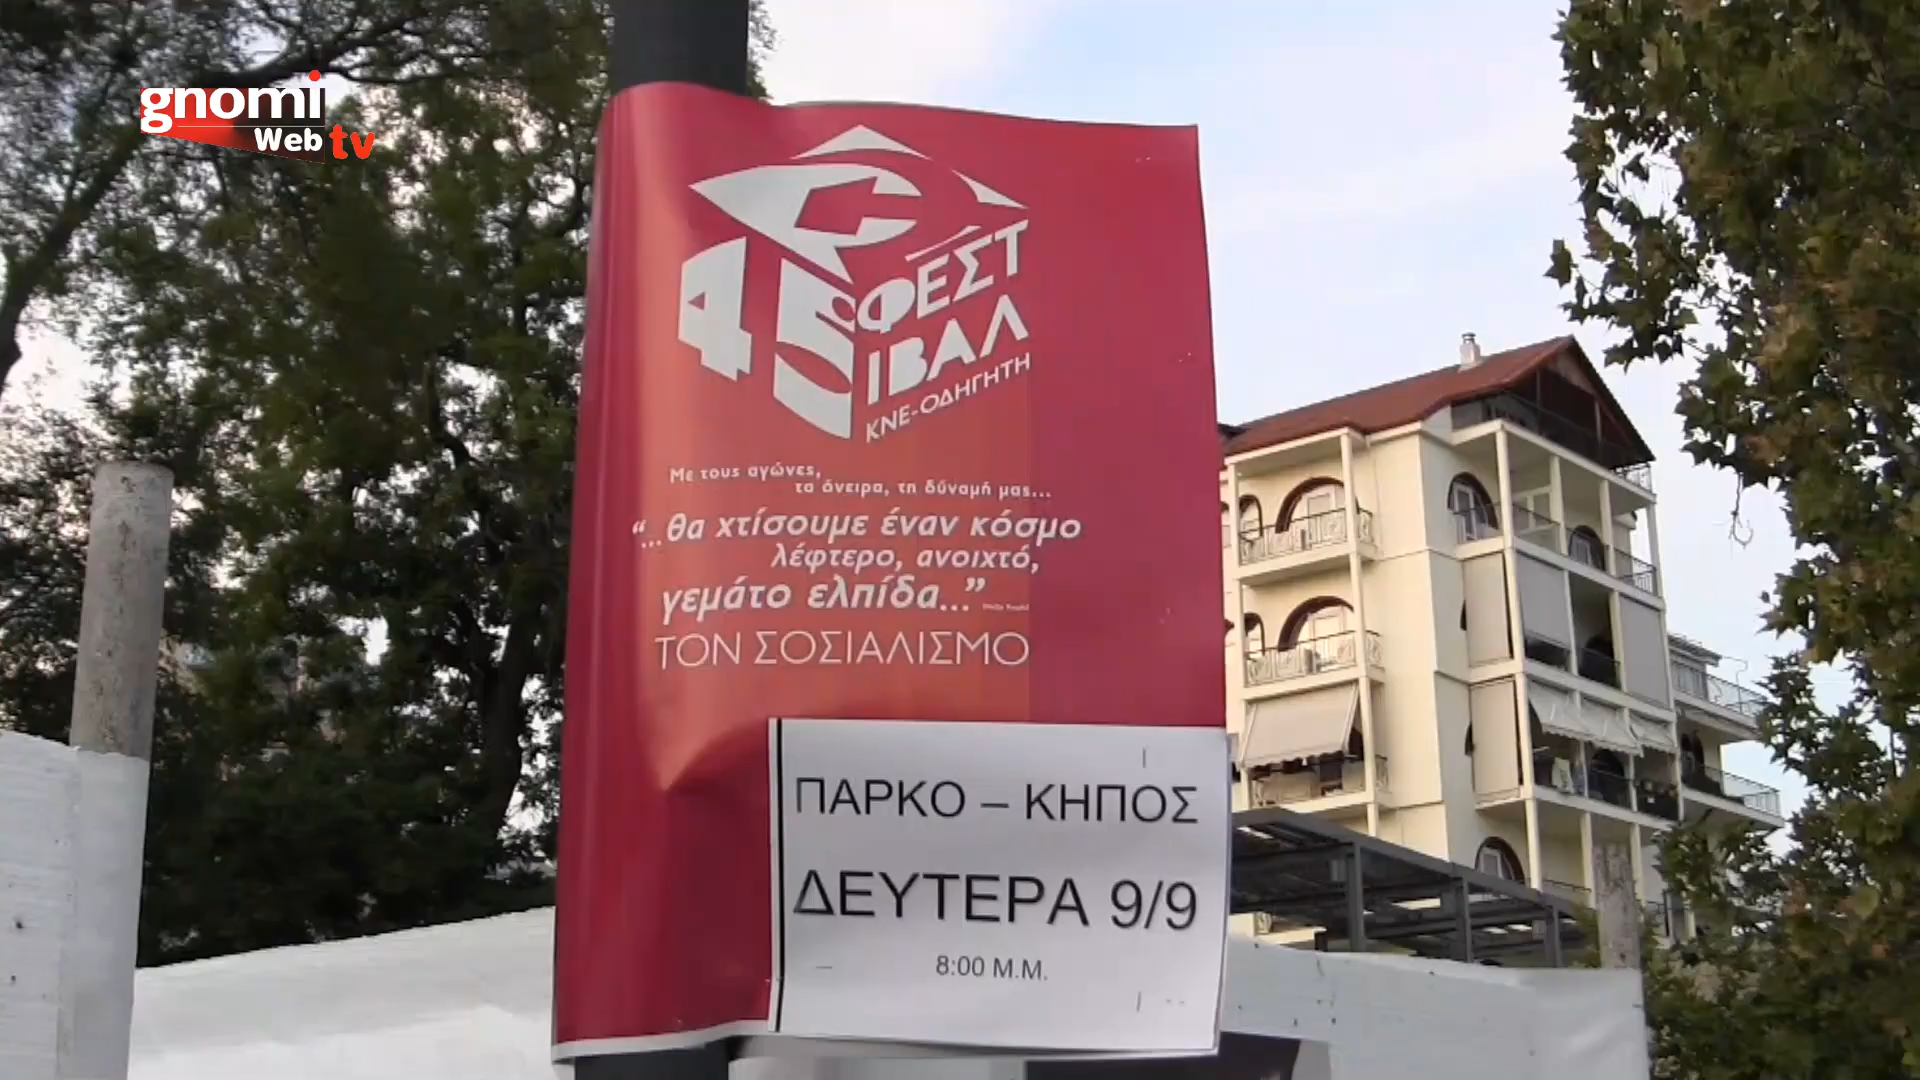 gnomi
Web tv
45ο ΦΕΣΤ
ΙΒΑΛ
ΚΝΕ-ΟΔΗΓΗΤΗ
Με τους αγώνες,
τα όνειρα, τη δύναμή μας...
“...θα χτίσουμε έναν κόσμο
λέφτερο, ανοιχτό,
γεμάτο ελπίδα...”
ΤΟΝ ΣΟΣΙΑΛΙΣΜΟ
ΠΑΡΚΟ – ΚΗΠΟΣ
ΔΕΥΤΕΡΑ 9/9
8:00 Μ.Μ.